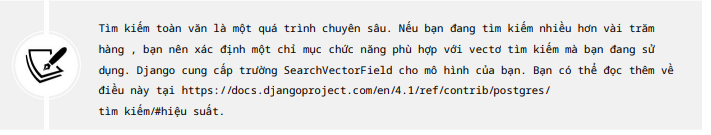 Tìm kiếm toàn văn là một quá trình chuyên sâu. Nếu bạn đang tìm kiếm nhiều hơn vài trăm
hàng , bạn nên xác định một chỉ mục chức năng phù hợp với vectơ tìm kiếm mà bạn đang sử
dụng. Django cung cấp trường SearchVectorField cho mô hình của bạn. Bạn có thể đọc thêm về
điều này tại https://docs.djangoproject.com/en/4.1/ref/contrib/postgres/
tìm kiếm/#hiệu suất.